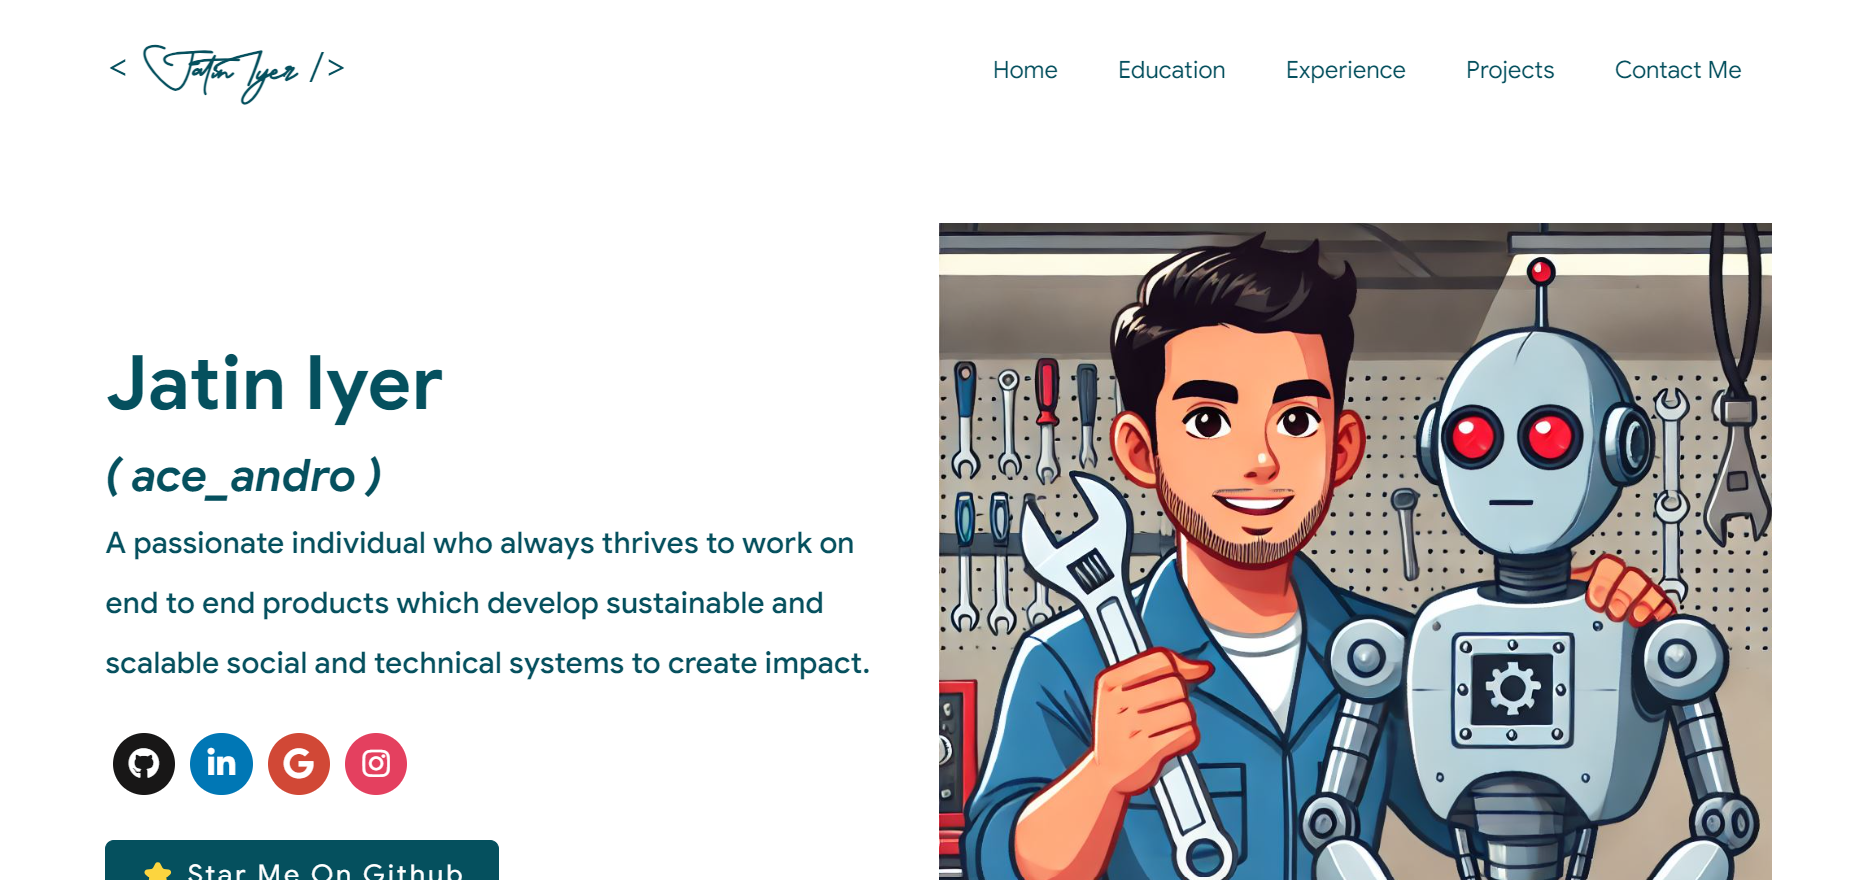 < Jatin Iyer />
Home Education Experience Projects Contact Me
Jatin Iyer
( ace_andro )
A passionate individual who always thrives to work on
end to end products which develop sustainable and
scalable social and technical systems to create impact.
in G
Star Me On Github